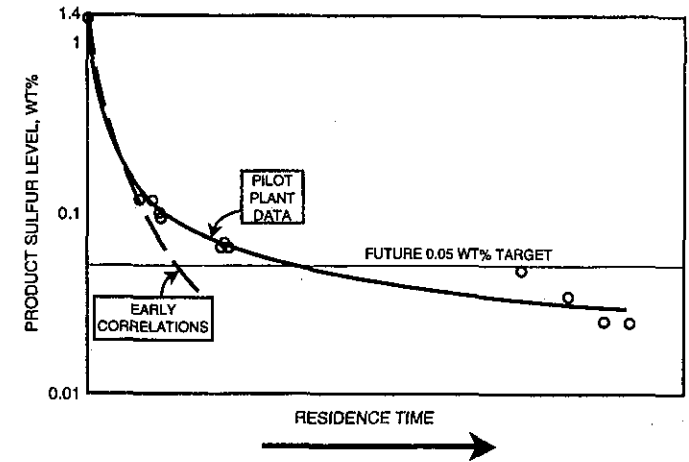 1.4
1
PRODUCT SULFUR LEVEL, WT%
0.1
0.01
PILOT
PLANT
DATA
FUTURE 0.05 WT% TARGET
EARLY
CORRELATIONS
RESIDENCE TIME